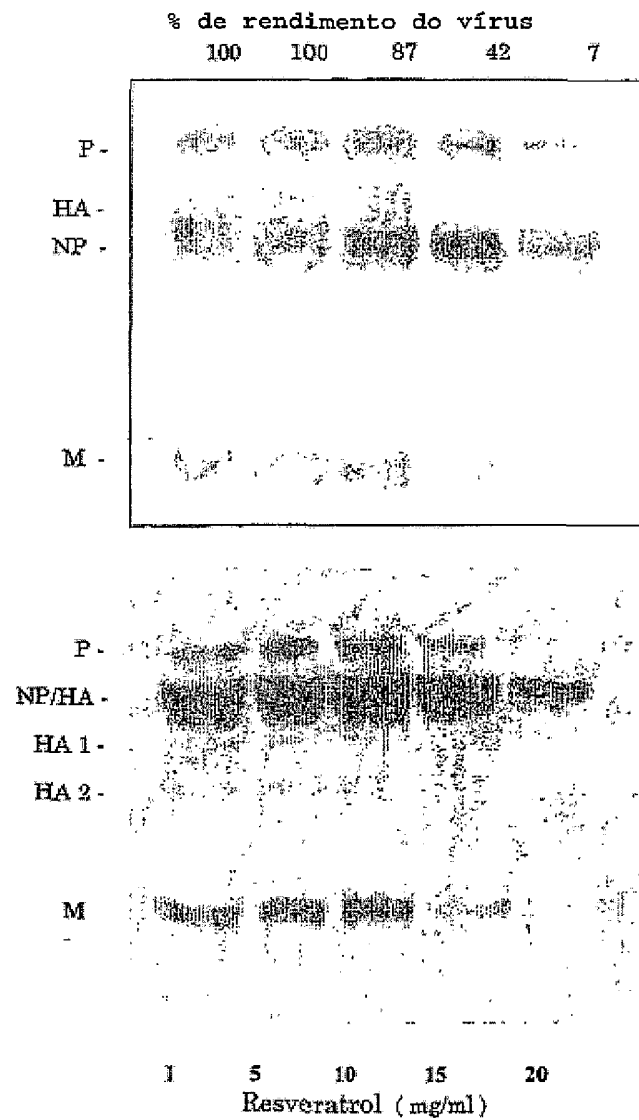 % de rendimento do vírus
100 100 87 42 7
P -
HA -
NP -
M -
P -
NP/HA -
HA 1 -
HA 2 -
M
1 5 10 15 20
Resveratrol (mg/ml)